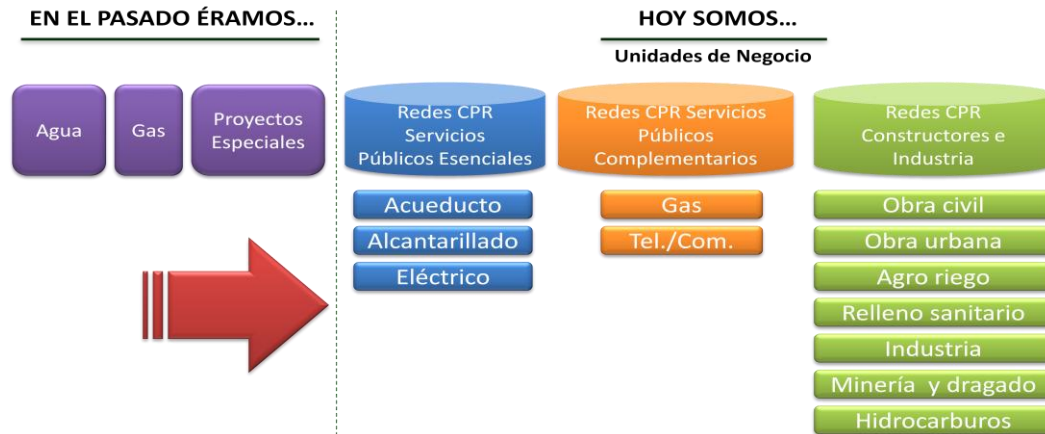 EN EL PASADO ÉRAMOS...
HOY SOMOS...
Unidades de Negocio
Agua
Gas
Proyectos
Especiales
Redes CPR
Servicios
Públicos Esenciales
Acueducto
Alcantarillado
Eléctrico
Redes CPR Servicios
Públicos
Complementarios
Gas
Tel./Com.
Redes CPR
Constructores e
Industria
Obra civil
Obra urbana
Agro riego
Relleno sanitario
Industria
Minería y dragado
Hidrocarburos